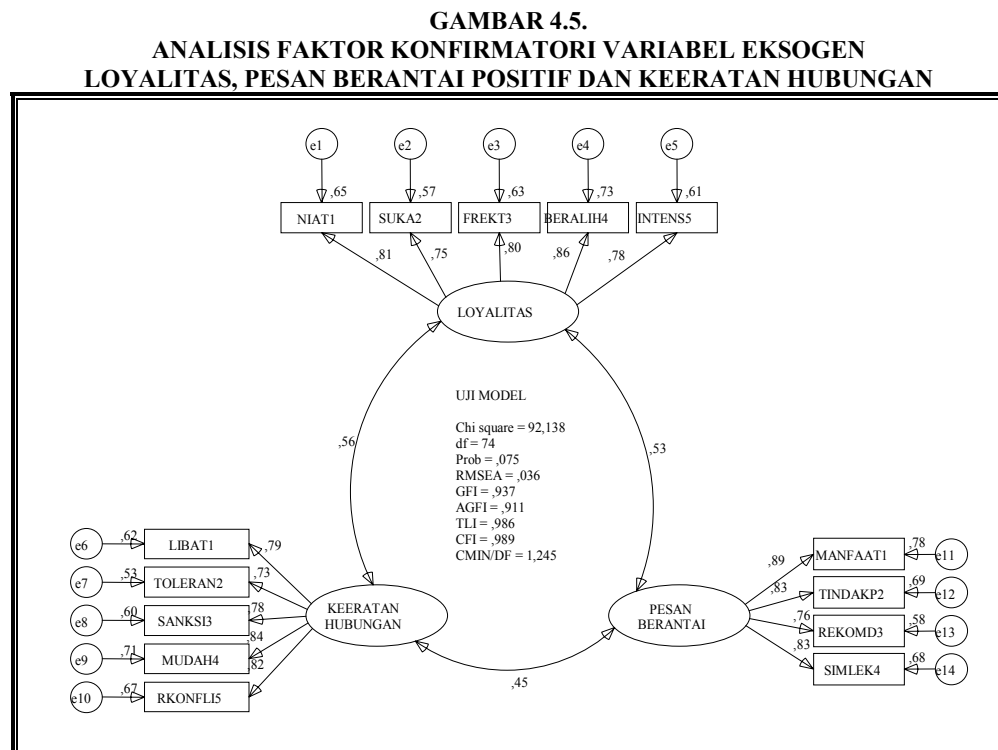 GAMBAR 4.5.
ANALISIS FAKTOR KONFIRMATORI VARIABEL EKSOGEN
LOYALITAS, PESAN BERANTAI POSITIF DAN KEERATAN HUBUNGAN
e1
e2
e3
e4
e5
,65
,57
,63
,73
,61
NIAT1
SUKA2
FREKT3
BERALIH4
INTENS5
,81
,75
,80
,86
,78
LOYALITAS
UJI MODEL
Chi square = 92,138
df = 74
Prob = ,075
RMSEA = ,036
GFI = ,937
AGFI = ,911
TLI = ,986
CFI = ,989
CMIN/DF = 1,245
,56
,53
e6
,62
LIBAT1
,79
e7
,53
TOLERAN2
,73
e8
,60
SANKSI3
,78
e9
,71
MUDAH4
,84
e10
,67
RKONFLI5
,82
KEERATAN
HUBUNGAN
,45
PESAN
BERANTAI
,89
MANFAAT1
,78
e11
,83
TINDAKP2
,69
e12
,76
REKOMD3
,58
e13
,83
SIMLEK4
,68
e14